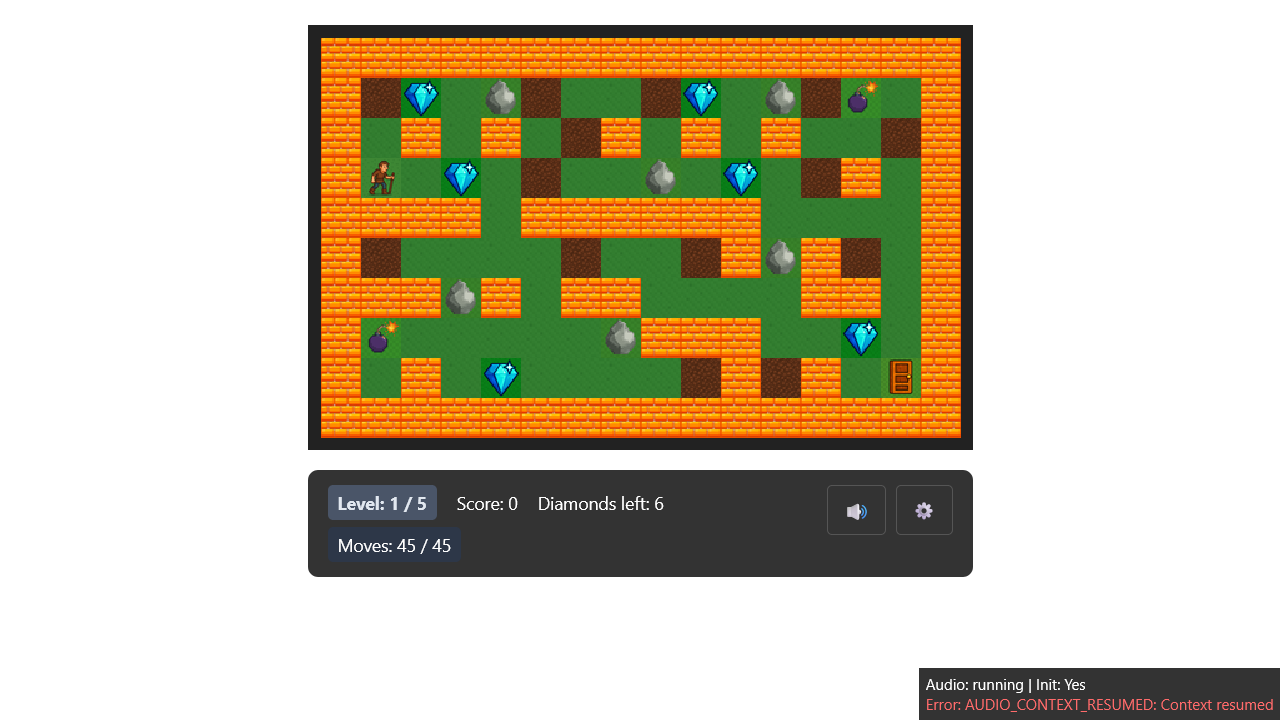 Level: 1 / 5 Score: 0 Diamonds left: 6
Moves: 45 / 45
Audio: running | Init: Yes
Error: AUDIO_CONTEXT_RESUMED: Context resumed